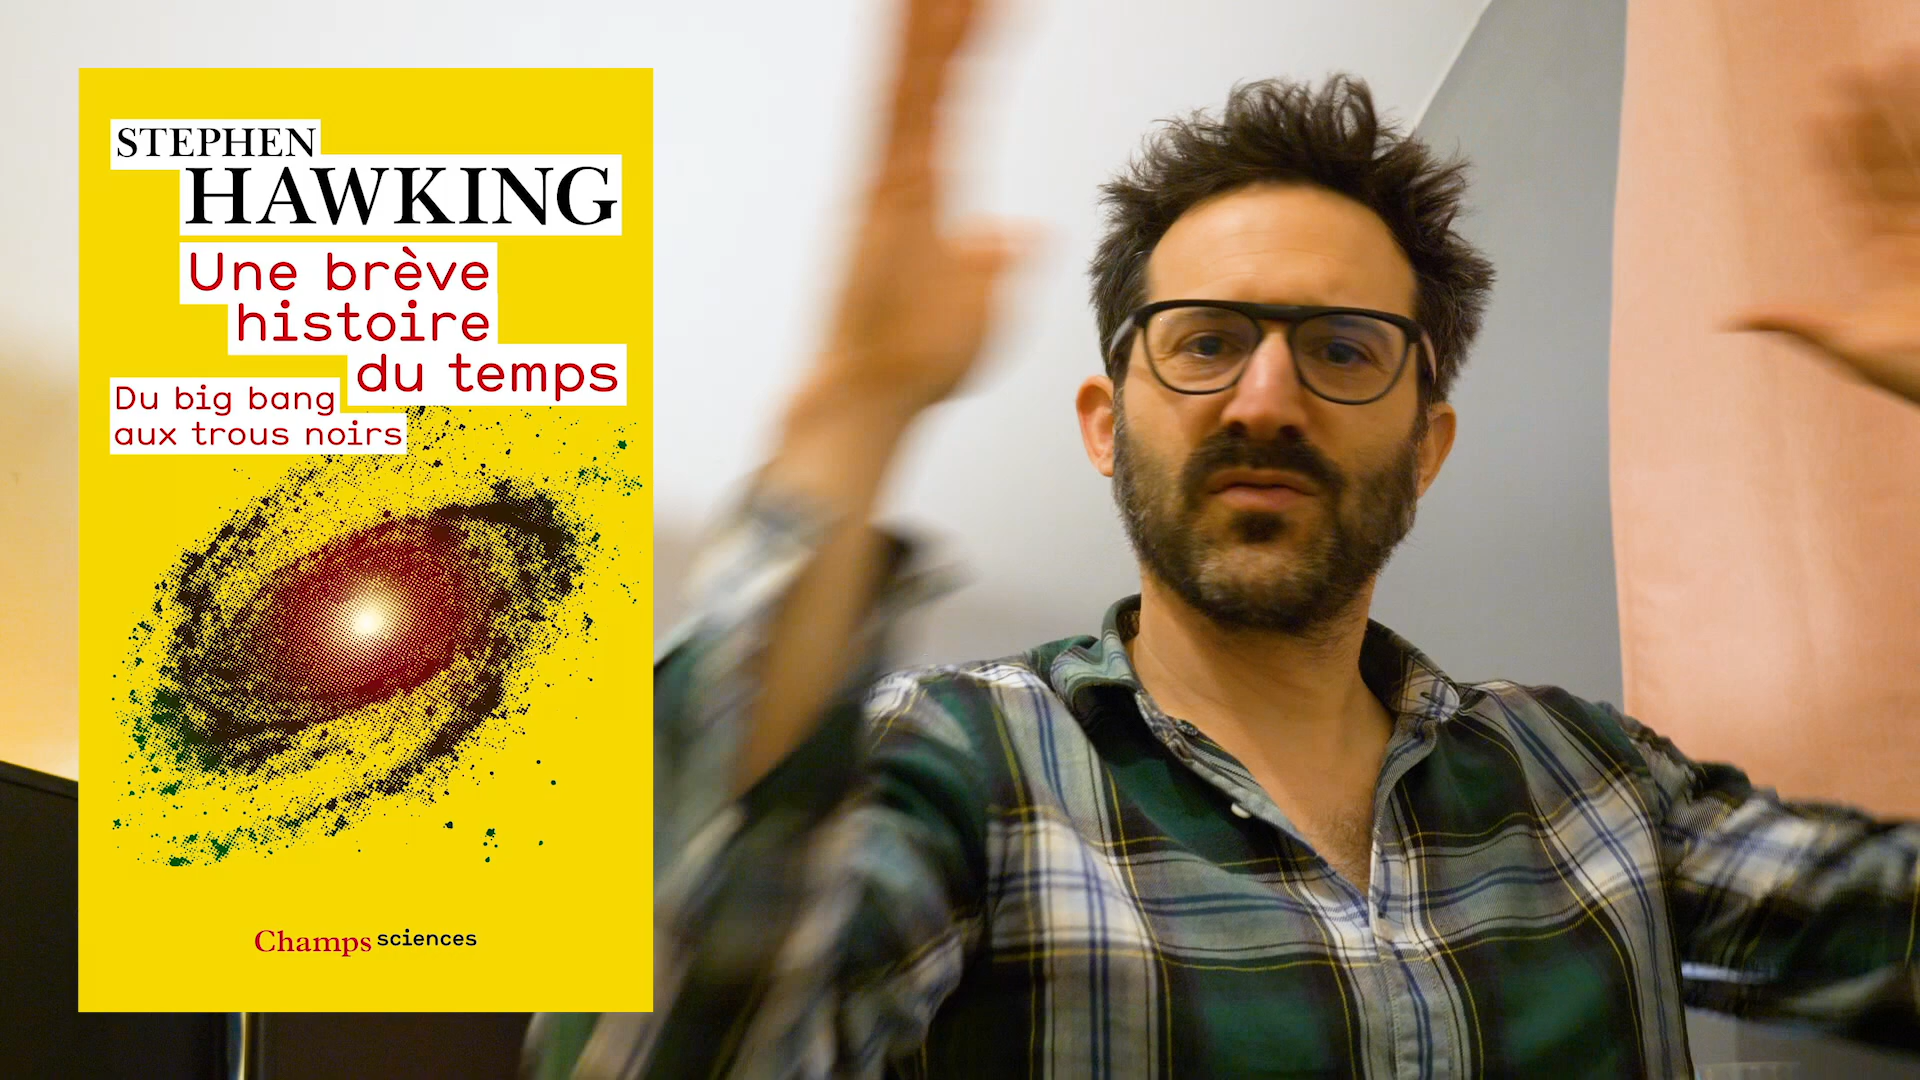 STEPHEN
HAWKING
Une brève
histoire
du temps
Du big bang
aux trous noirs
Champs sciences